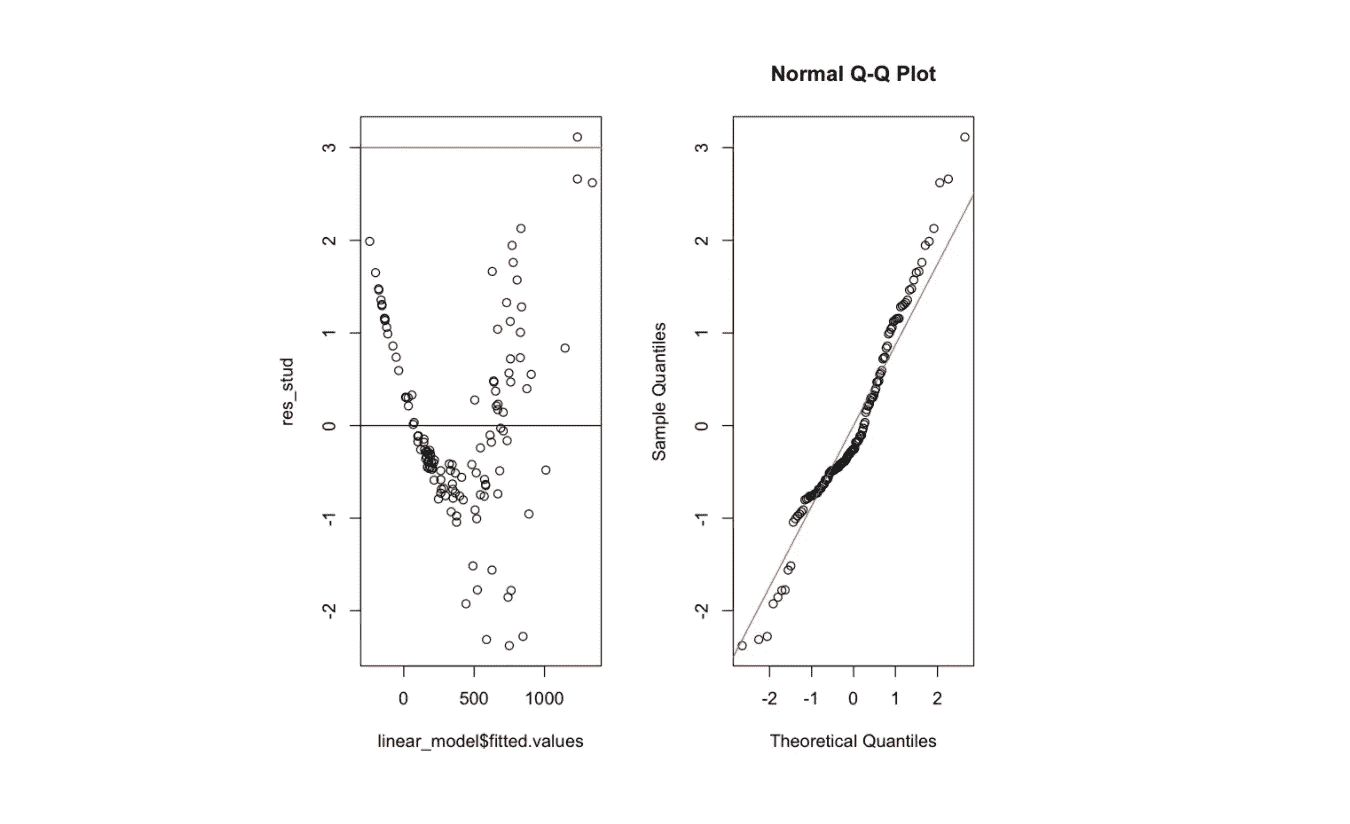 Normal Q-Q Plot
res_stud
3
2
1
0
-1
-2
0 500 1000
linear_model$fitted.values
Sample Quantiles
3
2
1
0
-1
-2
-2 -1 0 1 2
Theoretical Quantiles